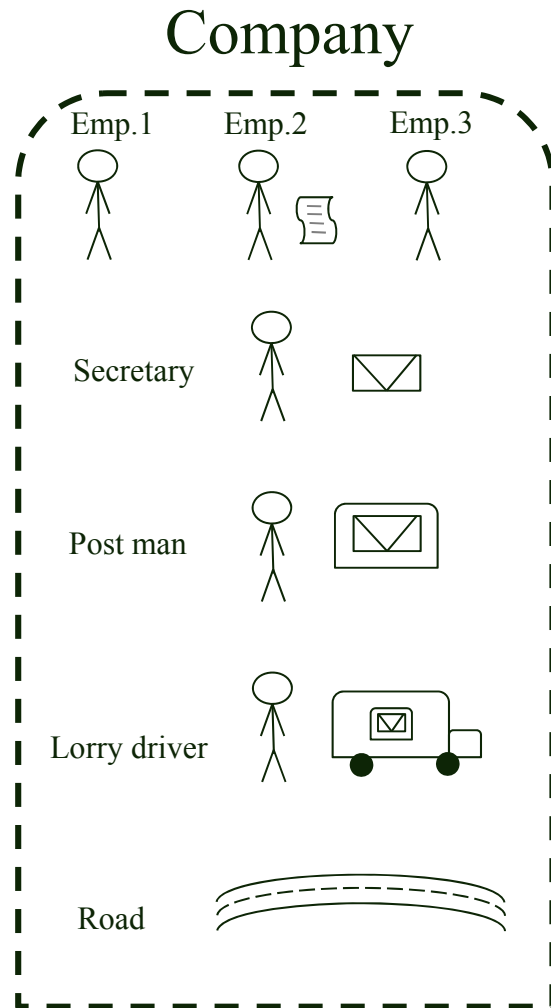 Company
Emp.1 Emp.2 Emp.3
Secretary
Post man
Lorry driver
Road